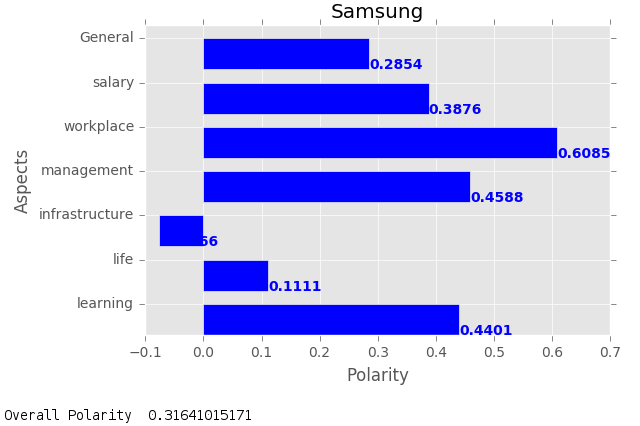 Samsung
General
0.2854
salary
0.3876
workplace
0.6085
management
0.4588
infrastructure
life
0.1111
learning
0.4401
Aspects
−0.1 0.0 0.1 0.2 0.3 0.4 0.5 0.6 0.7
Polarity
Overall Polarity 0.31641015171